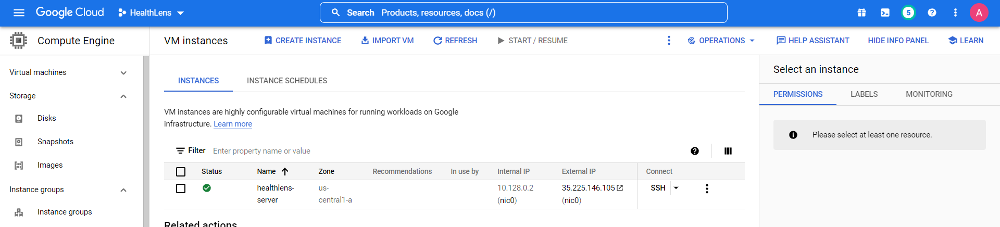 Google Cloud
HealthLens
Search Products, resources, docs (/)
5
A
Compute Engine
VM instances
CREATE INSTANCE
IMPORT VM
REFRESH
START / RESUME
OPERATIONS
HELP ASSISTANT
HIDE INFO PANEL
LEARN
Virtual machines
Storage
Disks
Snapshots
Images
Instance groups
Instance groups
INSTANCES
INSTANCE SCHEDULES
VM instances are highly configurable virtual machines for running workloads on Google
infrastructure. Learn more
Filter Enter property name or value
Status Name Zone Recommendations In use by Internal IP External IP Connect
healthlens- us- 10.128.0.2 35.225.146.105 SSH
server central1-a (nic0) (nic0)
Related actions
Select an instance
PERMISSIONS
LABELS
MONITORING
Please select at least one resource.